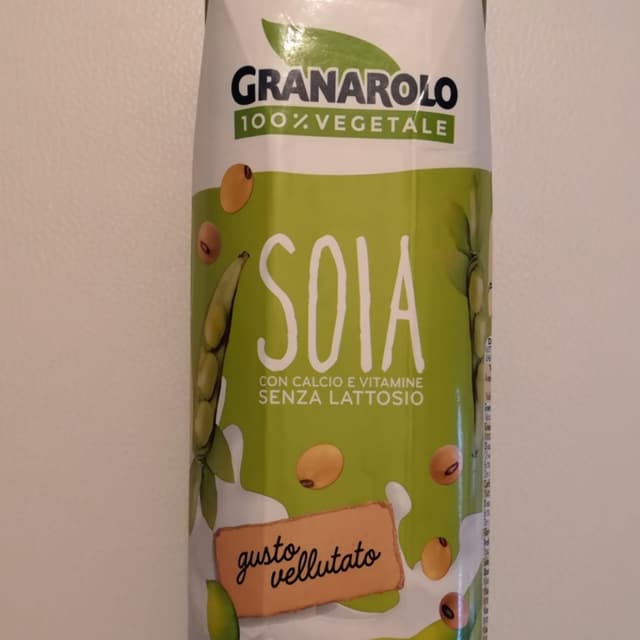 GRANAROLO
100% VEGETALE
SOIA
CON CALCIO E VITAMINE
SENZA LATTOSIO
gusto
vellutato